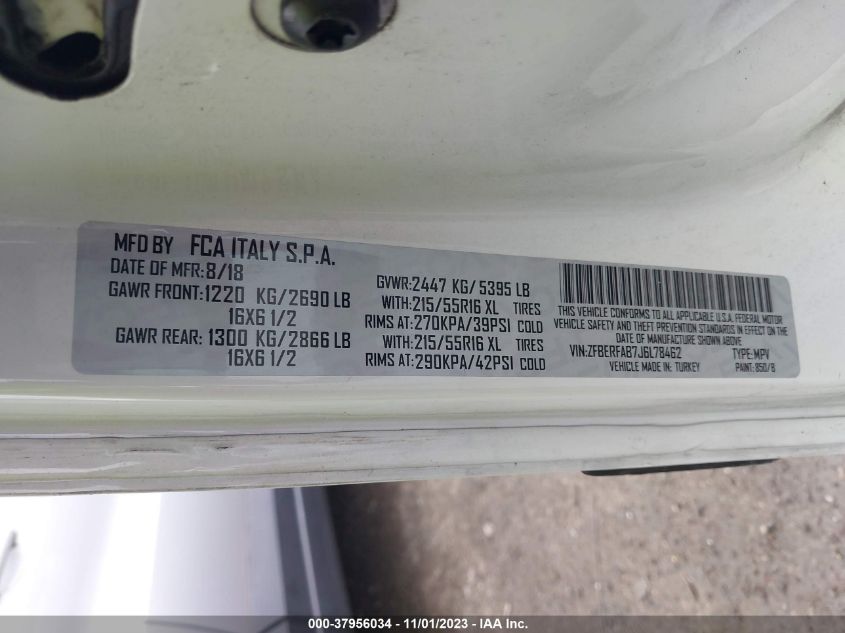 MFD BY FCA ITALY S.P.A.
DATE OF MFR: 8/18
GAWR FRONT: 1220 KG/2690 LB
16X6 1/2
GAWR REAR: 1300 KG/2866 LB
16X6 1/2
GVWR: 2447 KG/ 5395 LB
WITH: 215/55R16 XL TIRES
RIMS AT: 270KPA/39PSI COLD
WITH: 215/55R16 XL TIRES
RIMS AT: 290KPA/42PSI COLD
THIS VEHICLE CONFORMS TO ALL APPLICABLE U.S.A. FEDERAL MOTOR
VEHICLE SAFETY AND THEFT PREVENTION STANDARDS IN EFFECT ON
DATE OF MANUFACTURE SHOWN ABOVE.
VIN: ZFBERFAB7J6L78462 TYPE: MPV
VEHICLE MADE IN: TURKEY PAINT: 850/B
000-37956034 - 11/01/2023 - IAA Inc.